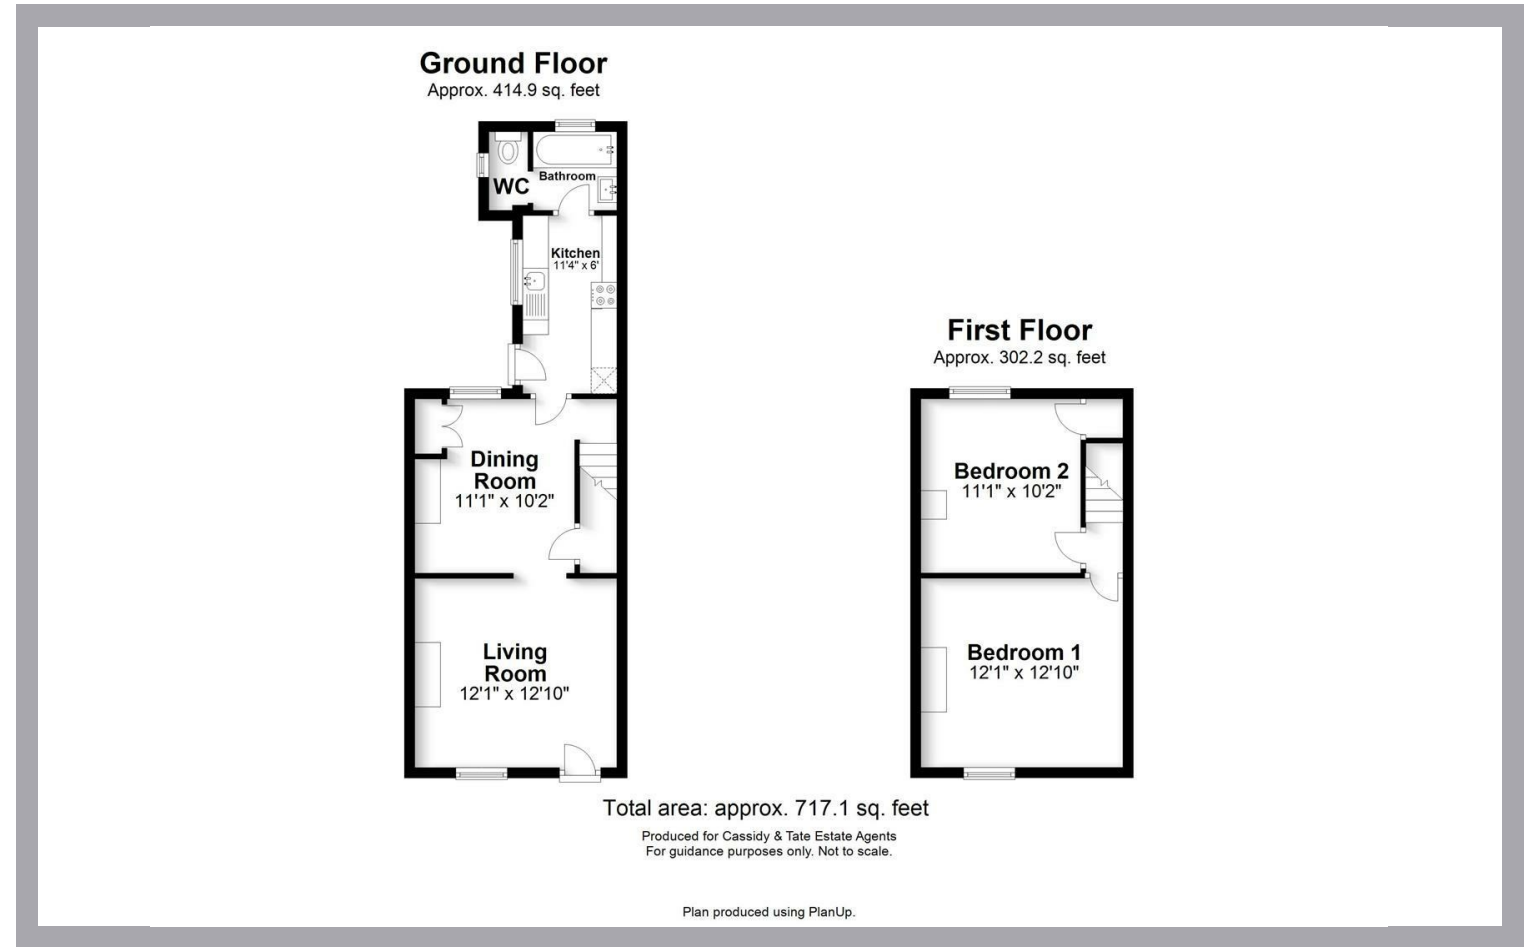 Ground Floor
Approx. 414.9 sq. feet
WC
Bathroom
Kitchen
11'4" x 6'
Dining
Room
11'1" x 10'2"
Living
Room
12'1" x 12'10"
First Floor
Approx. 302.2 sq. feet
Bedroom 2
11'1" x 10'2"
Bedroom 1
12'1" x 12'10"
Total area: approx. 717.1 sq. feet
Produced for Cassidy & Tate Estate Agents
For guidance purposes only. Not to scale.
Plan produced using PlanUp.